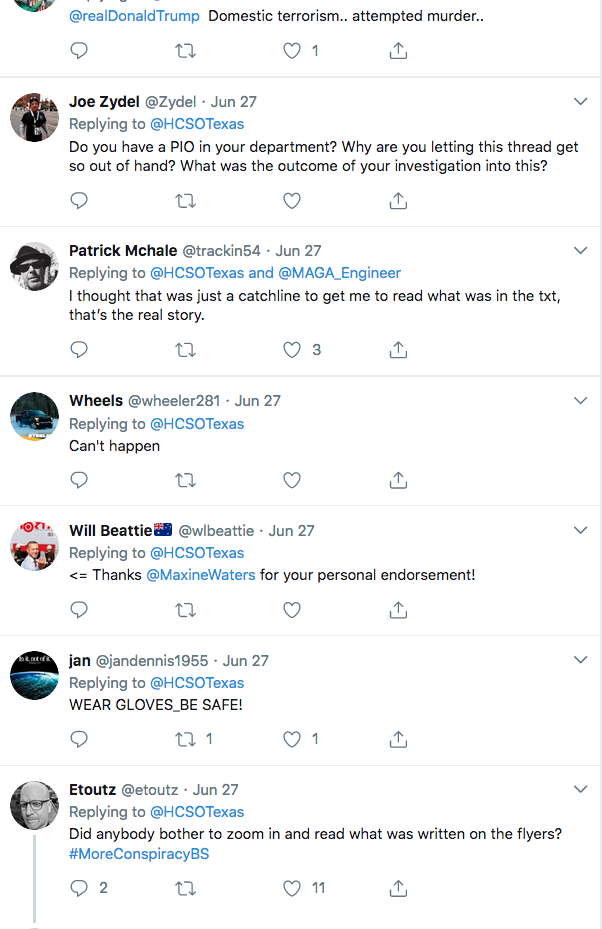 @realDonaldTrump Domestic terrorism.. attempted murder..
1
Joe Zydel @Zydel · Jun 27
Replying to @HCSOTexas
Do you have a PIO in your department? Why are you letting this thread get
so out of hand? What was the outcome of your investigation into this?
Patrick Mchale @trackin54 · Jun 27
Replying to @HCSOTexas and @MAGA_Engineer
I thought that was just a catchline to get me to read what was in the txt,
that's the real story.
3
Wheels @wheeler281 · Jun 27
Replying to @HCSOTexas
Can't happen
Will Beattie🇦🇺 @wlbeattie · Jun 27
Replying to @HCSOTexas
<= Thanks @MaxineWaters for your personal endorsement!
In it, not of it
jan @jandennis1955 · Jun 27
Replying to @HCSOTexas
WEAR GLOVES_BE SAFE!
1 1
Etoutz @etoutz · Jun 27
Replying to @HCSOTexas
Did anybody bother to zoom in and read what was written on the flyers?
#MoreConspiracyBS
2 11